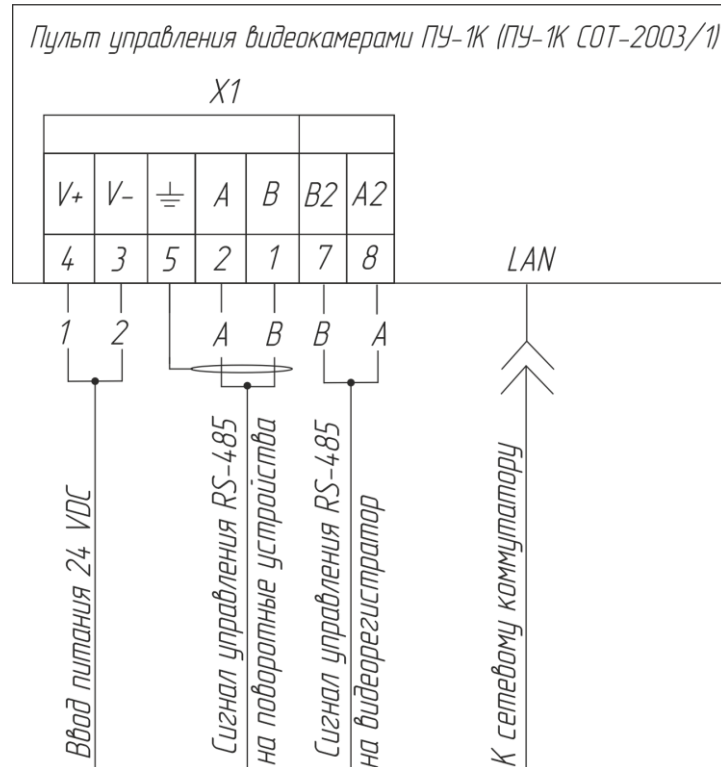 Пульт управления видеокамерами ПУ-1К (ПУ-1К СОТ-2003/1)
X1
V+ V- A B B2 A2
4 3 5 2 1 7 8
LAN
1 2 A B B A
Ввод питания 24 VDC
Сигнал управления RS-485
на поворотные устройства
Сигнал управления RS-485
на видеорегистратор
К сетевому коммутатору